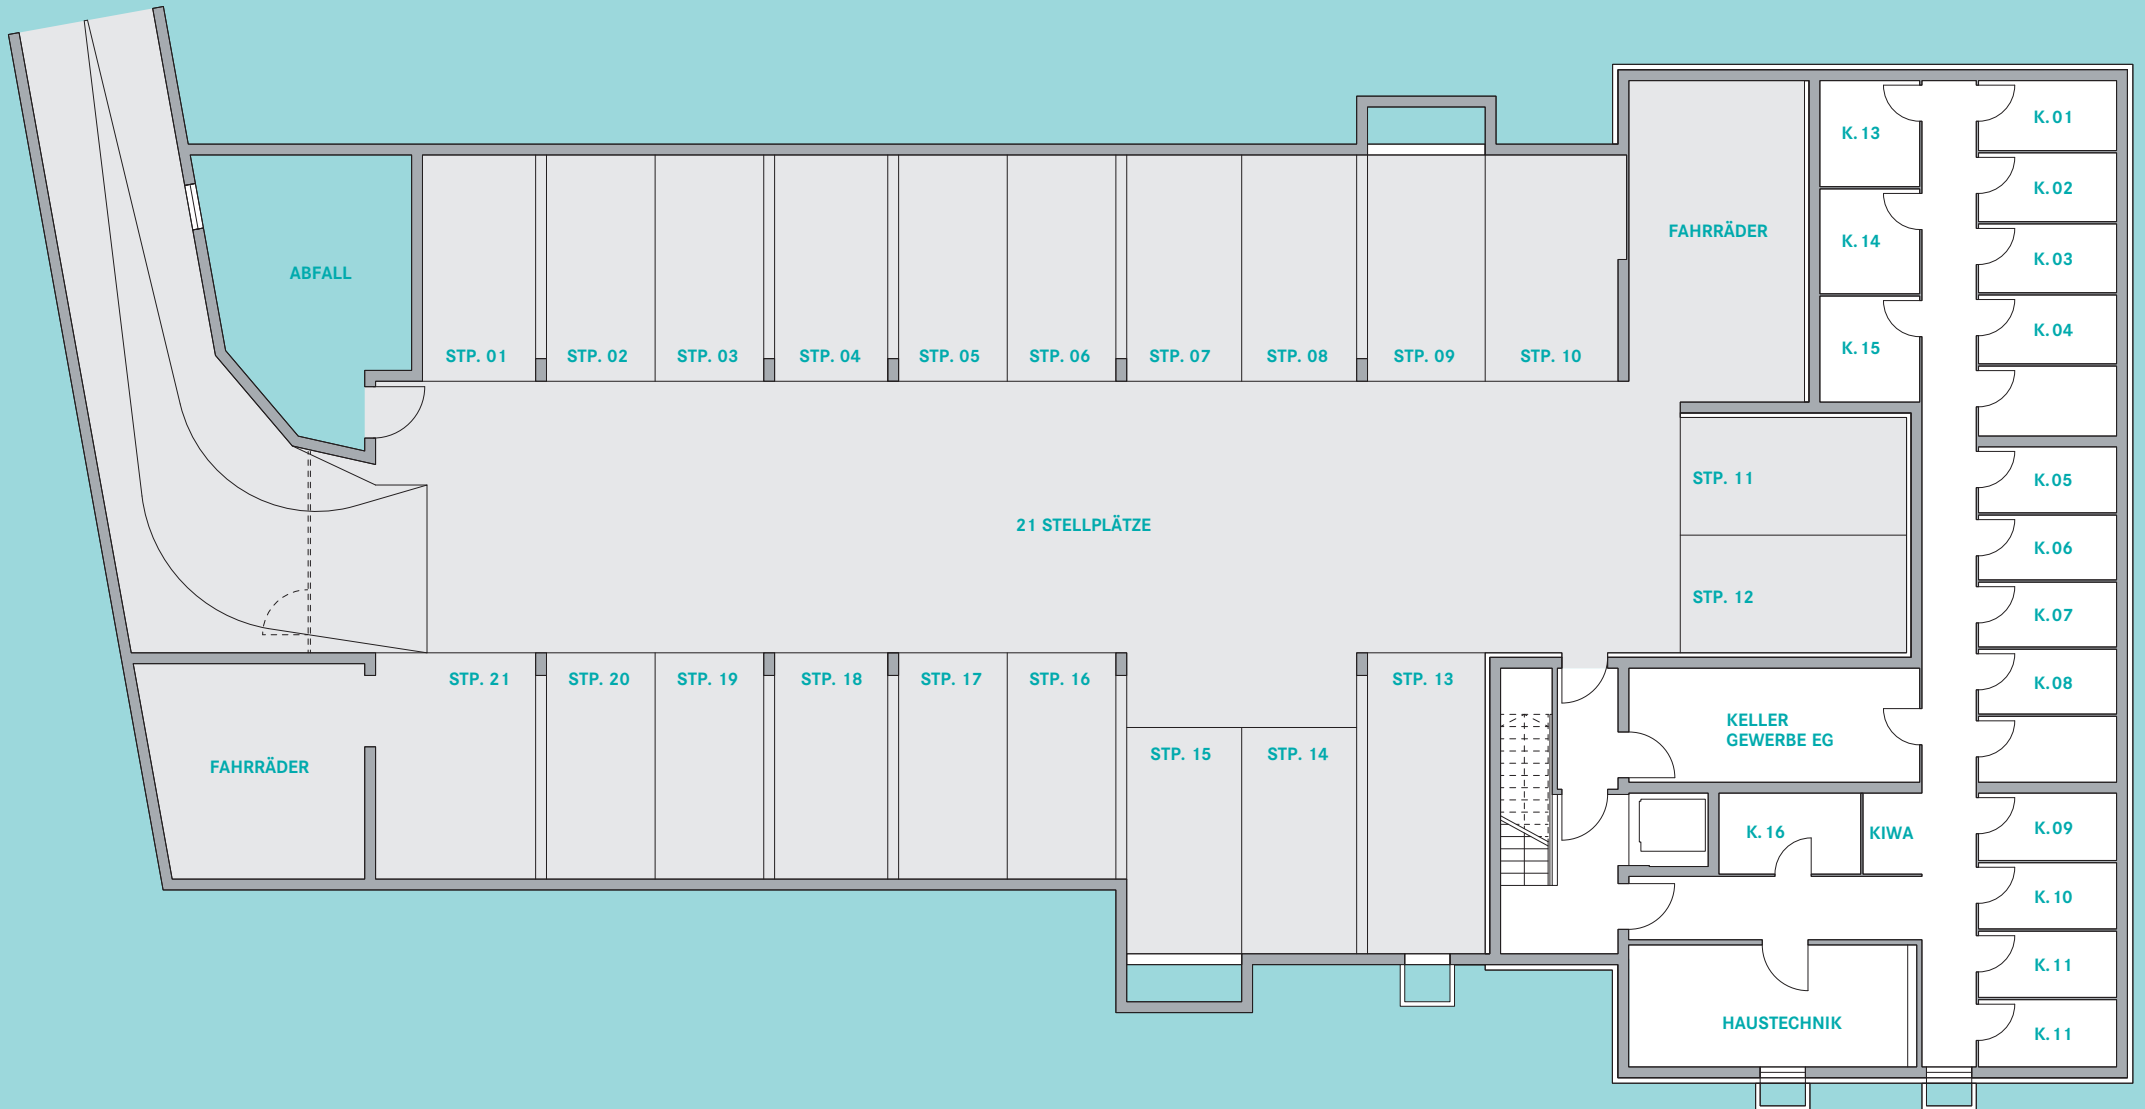 K. 01
K. 13
K. 02
FAHRRÄDER
K. 14
K. 03
ABFALL
K. 04
K. 15
STP. 01
STP. 02
STP. 03
STP. 04
STP. 05
STP. 06
STP. 07
STP. 08
STP. 09
STP. 10
STP. 11
K. 05
21 STELLPLÄTZE
K. 06
STP. 12
K. 07
STP. 21
STP. 20
STP. 19
STP. 18
STP. 17
STP. 16
STP. 13
K. 08
KELLER
GEWERBE EG
STP. 15
STP. 14
FAHRRÄDER
K. 16
KIWA
K. 09
K. 10
K. 11
HAUSTECHNIK
K. 11